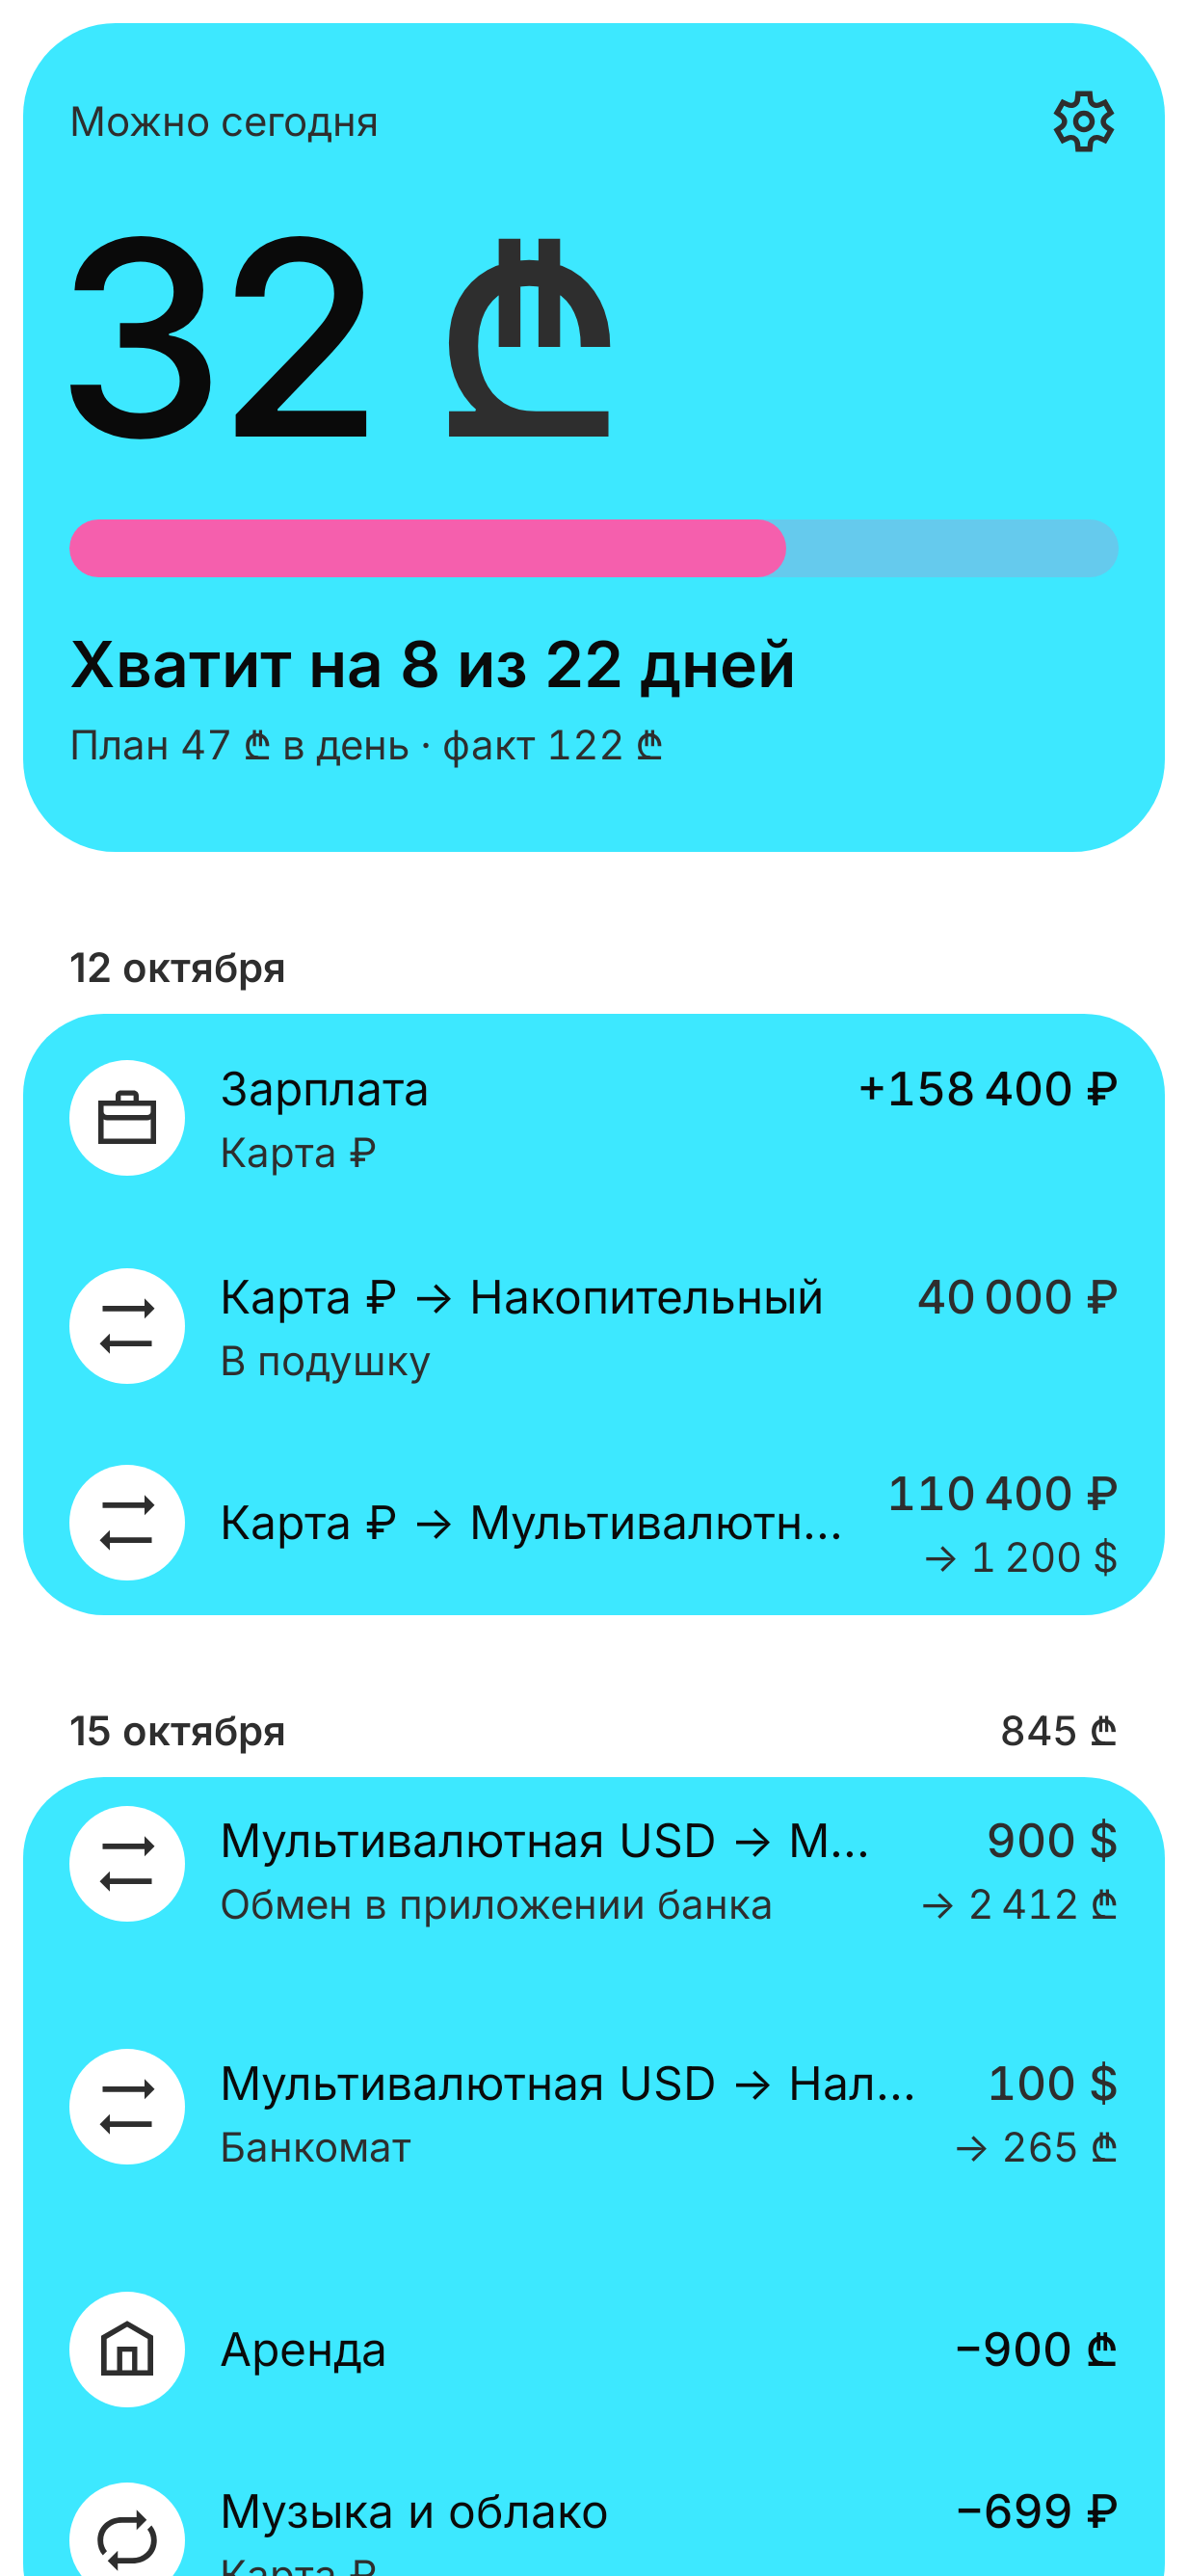 Можно сегодня
32 ₾
Хватит на 8 из 22 дней
План 47 ₾ в день · факт 122 ₾
12 октября
Зарплата
+158 400 ₽
Карта ₽
Карта ₽ → Накопительный
40 000 ₽
В подушку
Карта ₽ → Мультивалютн...
110 400 ₽
→ 1 200 $
15 октября
845 ₾
Мультивалютная USD → М...
900 $
Обмен в приложении банка
→ 2 412 ₾
Мультивалютная USD → Нал...
100 $
Банкомат
→ 265 ₾
Аренда
−900 ₾
Музыка и облако
−699 ₽
Карта ₽